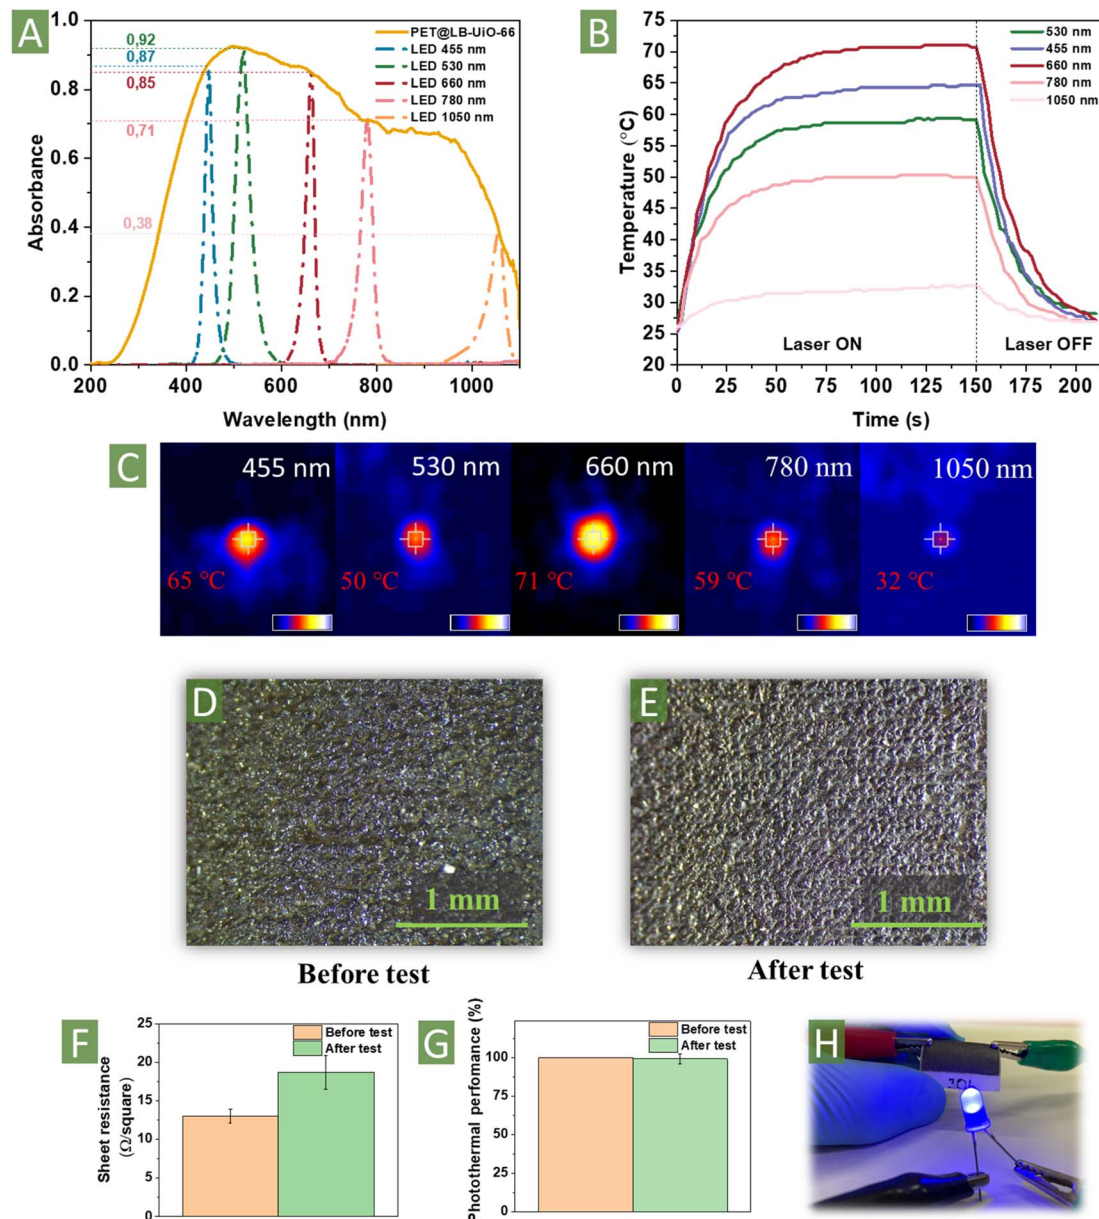 A
1.0
0.8
0.6
0.4
0.2
0.0
Absorbance
0,92
0,87
0,85
0,71
0,38
PET@LB-UiO-66
LED 455 nm
LED 530 nm
LED 660 nm
LED 780 nm
LED 1050 nm
200 400 600 800 1000
Wavelength (nm)
B
75
70
65
60
55
50
45
40
35
30
25
20
Temperature (°C)
530 nm
455 nm
660 nm
780 nm
1050 nm
Laser ON
Laser OFF
0 25 50 75 100 125 150 175 200
Time (s)
C
455 nm
530 nm
660 nm
780 nm
1050 nm
65 °C
50 °C
71 °C
59 °C
32 °C
D
1 mm
Before test
E
1 mm
After test
F
25
20
15
10
5
0
Sheet resistance
(Ω/square)
Before test
After test
G
100
75
50
25
0
Photothermal perfomance (%)
Before test
After test
H